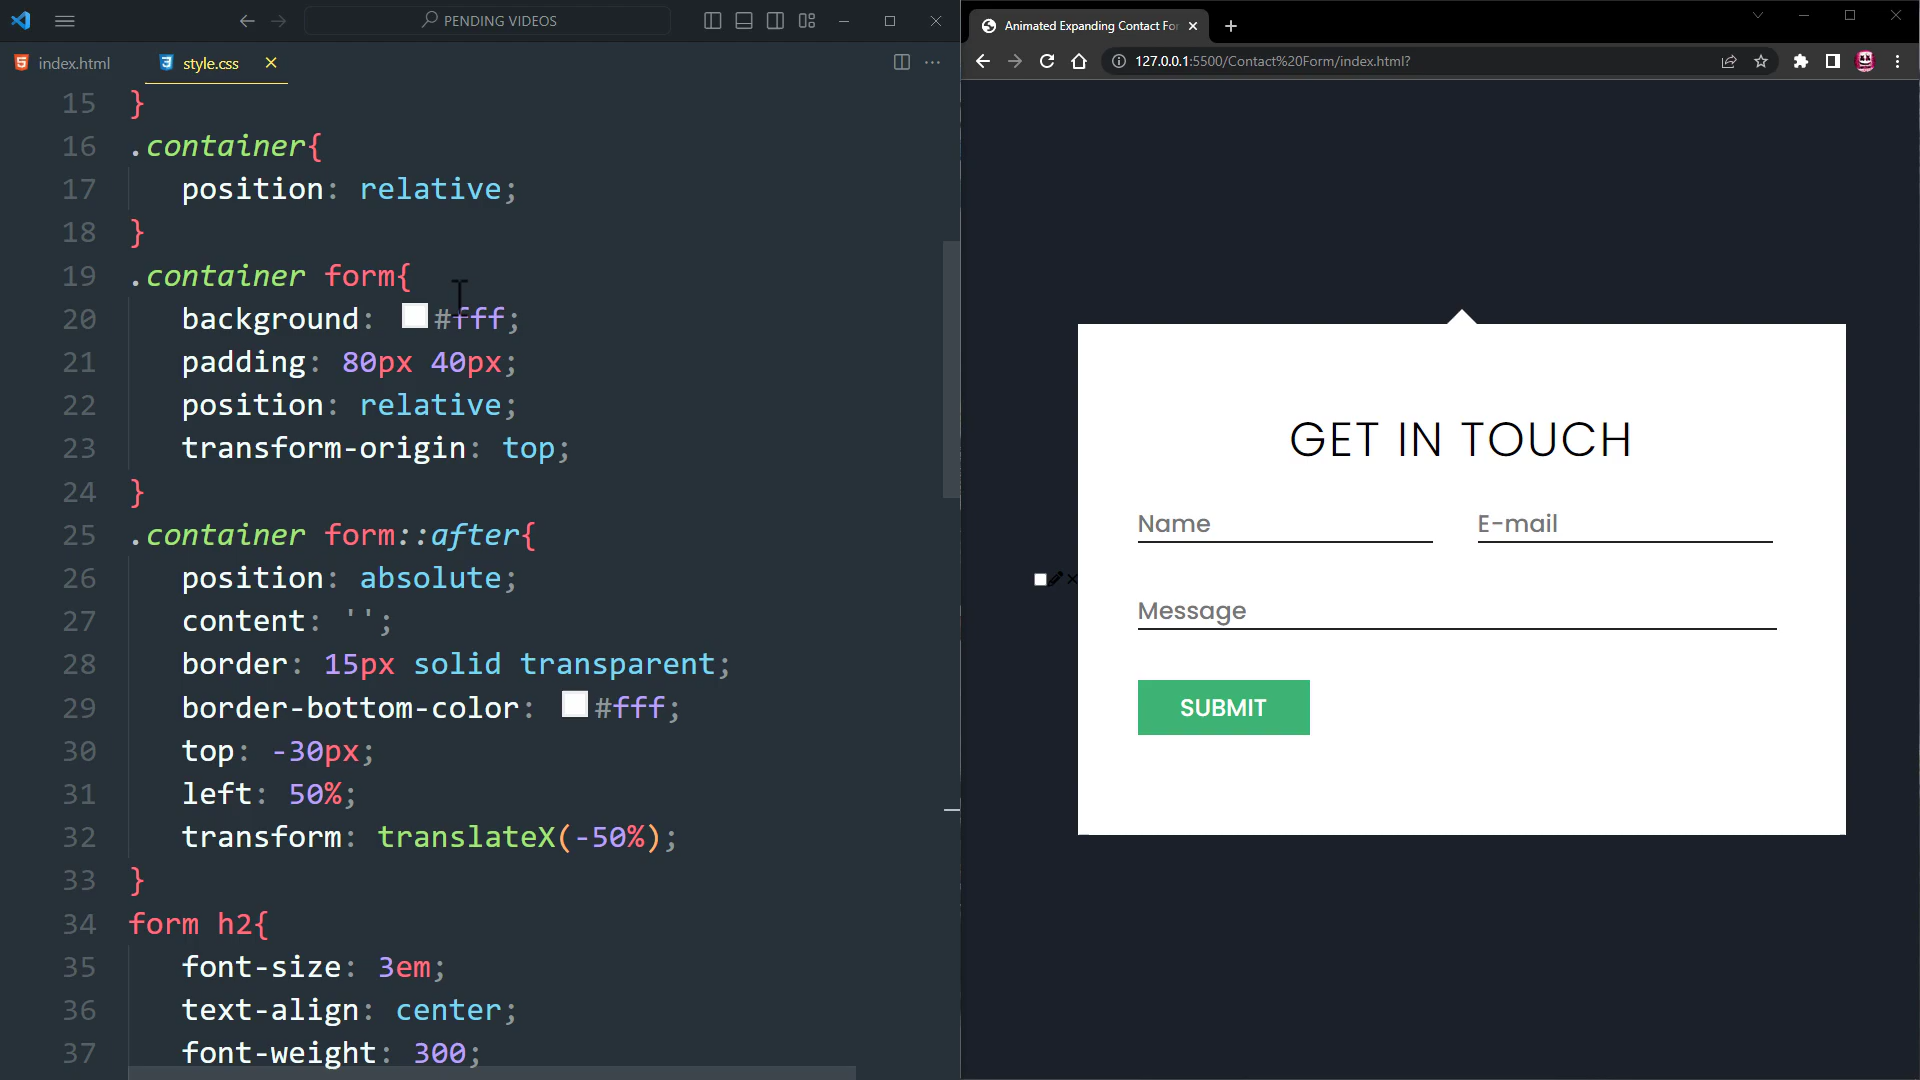 PENDING VIDEOS
index.html
style.css
15 }
16 .container{
17 position: relative;
18 }
19 .container form{
20 background: #fff;
21 padding: 80px 40px;
22 position: relative;
23 transform-origin: top;
24 }
25 .container form::after{
26 position: absolute;
27 content: '';
28 border: 15px solid transparent;
29 border-bottom-color: #fff;
30 top: -30px;
31 left: 50%;
32 transform: translateX(-50%);
33 }
34 form h2{
35 font-size: 3em;
36 text-align: center;
37 font-weight: 300;
Animated Expanding Contact For
127.0.0.1:5500/Contact%20Form/index.html?
GET IN TOUCH
Name
E-mail
Message
SUBMIT